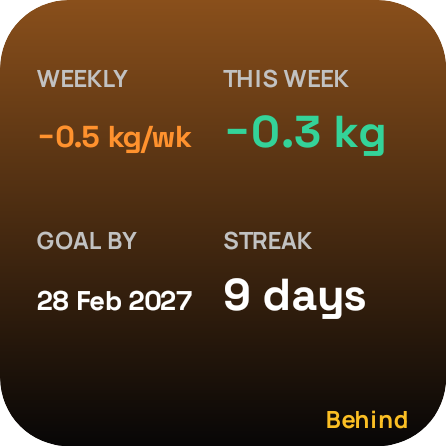 WEEKLY
−0.5 kg/wk
THIS WEEK
−0.3 kg
GOAL BY
28 Feb 2027
STREAK
9 days
Behind